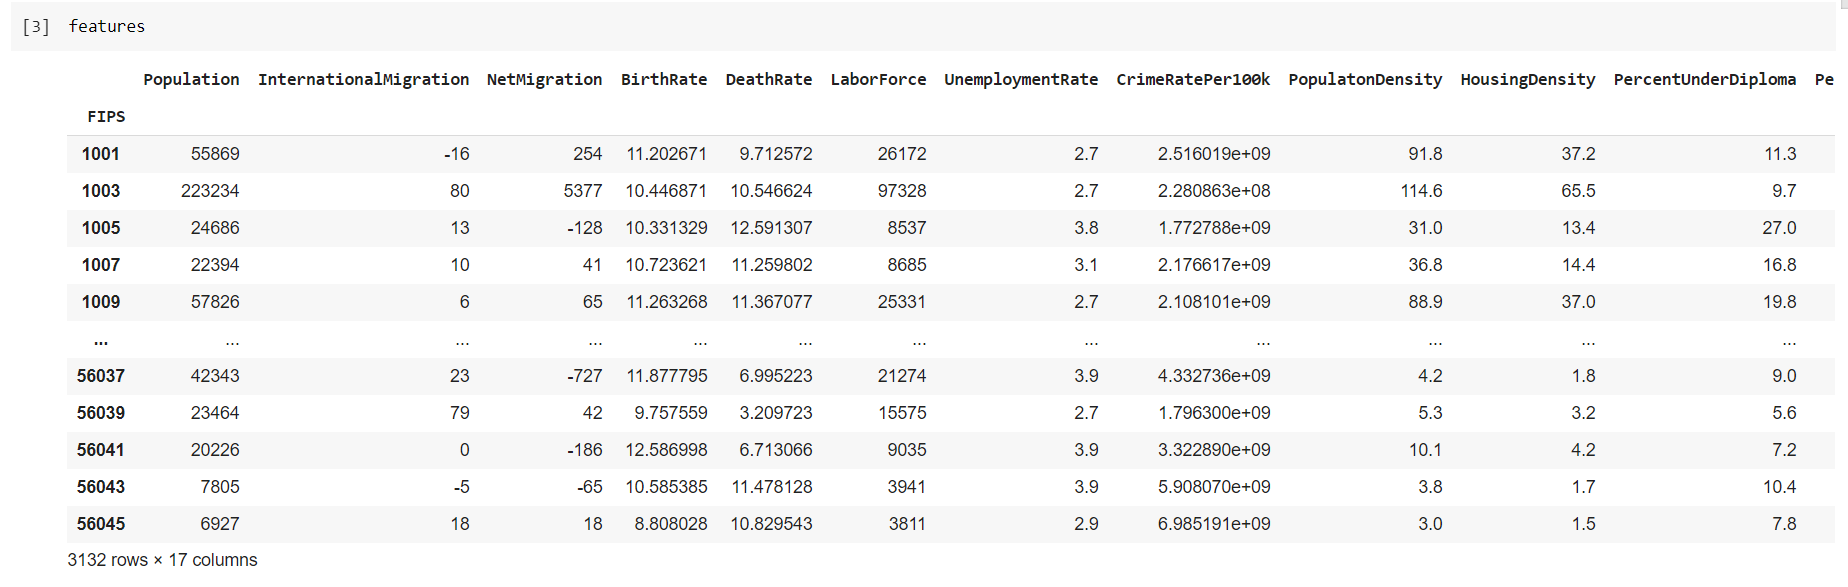 [3] features
Population InternationalMigration NetMigration BirthRate DeathRate LaborForce UnemploymentRate CrimeRatePer100k PopulatonDensity HousingDensity PercentUnderDiploma Pe
FIPS
1001 55869 -16 254 11.202671 9.712572 26172 2.7 2.516019e+09 91.8 37.2 11.3
1003 223234 80 5377 10.446871 10.546624 97328 2.7 2.280863e+08 114.6 65.5 9.7
1005 24686 13 -128 10.331329 12.591307 8537 3.8 1.772788e+09 31.0 13.4 27.0
1007 22394 10 41 10.723621 11.259802 8685 3.1 2.176617e+09 36.8 14.4 16.8
1009 57826 6 65 11.263268 11.367077 25331 2.7 2.108101e+09 88.9 37.0 19.8
... ... ... ... ... ... ... ... ... ... ... ...
56037 42343 23 -727 11.877795 6.995223 21274 3.9 4.332736e+09 4.2 1.8 9.0
56039 23464 79 42 9.757559 3.209723 15575 2.7 1.796300e+09 5.3 3.2 5.6
56041 20226 0 -186 12.586998 6.713066 9035 3.9 3.322890e+09 10.1 4.2 7.2
56043 7805 -5 -65 10.585385 11.478128 3941 3.9 5.908070e+09 3.8 1.7 10.4
56045 6927 18 18 8.808028 10.829543 3811 2.9 6.985191e+09 3.0 1.5 7.8
3132 rows × 17 columns